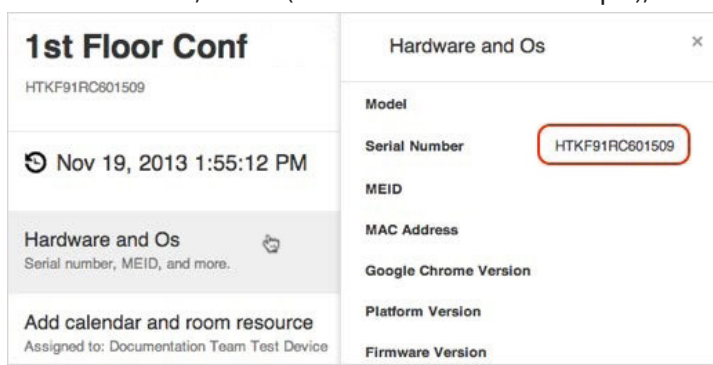 1st Floor Conf
HTKF91RC601509
Nov 19, 2013 1:55:12 PM
Hardware and Os
Serial number, MEID, and more.
Add calendar and room resource
Assigned to: Documentation Team Test Device
Hardware and Os
×
Model
Serial Number HTKF91RC601509
MEID
MAC Address
Google Chrome Version
Platform Version
Firmware Version